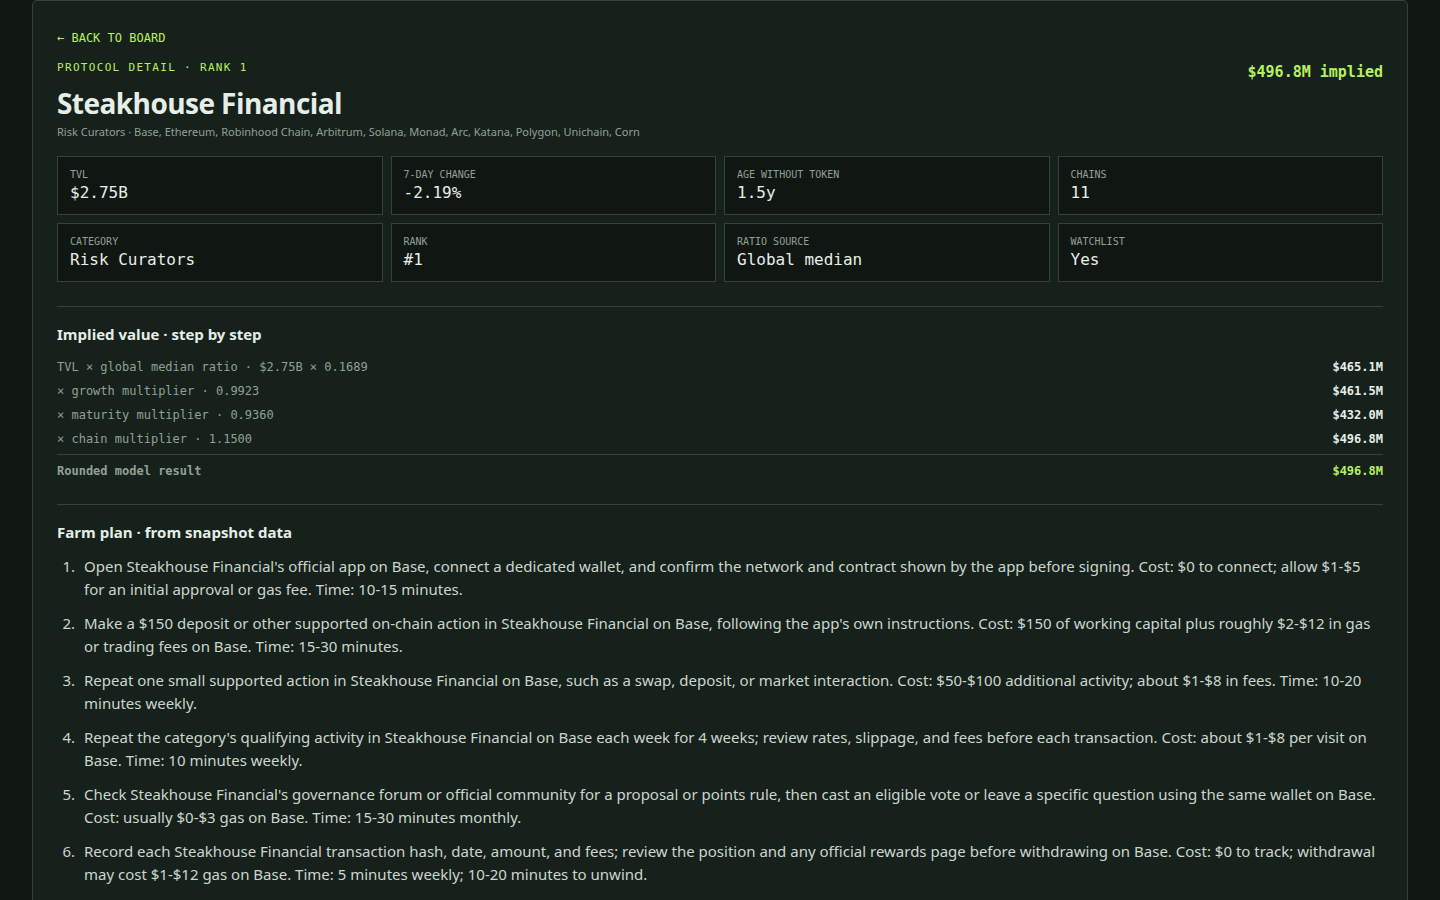 ← BACK TO BOARD
PROTOCOL DETAIL · RANK 1
$496.8M implied
Steakhouse Financial
Risk Curators · Base, Ethereum, Robinhood Chain, Arbitrum, Solana, Monad, Arc, Katana, Polygon, Unichain, Corn
TVL
$2.75B
7-DAY CHANGE
-2.19%
AGE WITHOUT TOKEN
1.5y
CHAINS
11
CATEGORY
Risk Curators
RANK
#1
RATIO SOURCE
Global median
WATCHLIST
Yes
Implied value · step by step
TVL × global median ratio · $2.75B × 0.1689 $465.1M
× growth multiplier · 0.9923 $461.5M
× maturity multiplier · 0.9360 $432.0M
× chain multiplier · 1.1500 $496.8M
Rounded model result $496.8M
Farm plan · from snapshot data
1. Open Steakhouse Financial's official app on Base, connect a dedicated wallet, and confirm the network and contract shown by the app before signing. Cost: $0 to connect; allow $1-$5
for an initial approval or gas fee. Time: 10-15 minutes.
2. Make a $150 deposit or other supported on-chain action in Steakhouse Financial on Base, following the app's own instructions. Cost: $150 of working capital plus roughly $2-$12 in gas
or trading fees on Base. Time: 15-30 minutes.
3. Repeat one small supported action in Steakhouse Financial on Base, such as a swap, deposit, or market interaction. Cost: $50-$100 additional activity; about $1-$8 in fees. Time: 10-20
minutes weekly.
4. Repeat the category's qualifying activity in Steakhouse Financial on Base each week for 4 weeks; review rates, slippage, and fees before each transaction. Cost: about $1-$8 per visit on
Base. Time: 10 minutes weekly.
5. Check Steakhouse Financial's governance forum or official community for a proposal or points rule, then cast an eligible vote or leave a specific question using the same wallet on Base.
Cost: usually $0-$3 gas on Base. Time: 15-30 minutes monthly.
6. Record each Steakhouse Financial transaction hash, date, amount, and fees; review the position and any official rewards page before withdrawing on Base. Cost: $0 to track; withdrawal
may cost $1-$12 gas on Base. Time: 5 minutes weekly; 10-20 minutes to unwind.